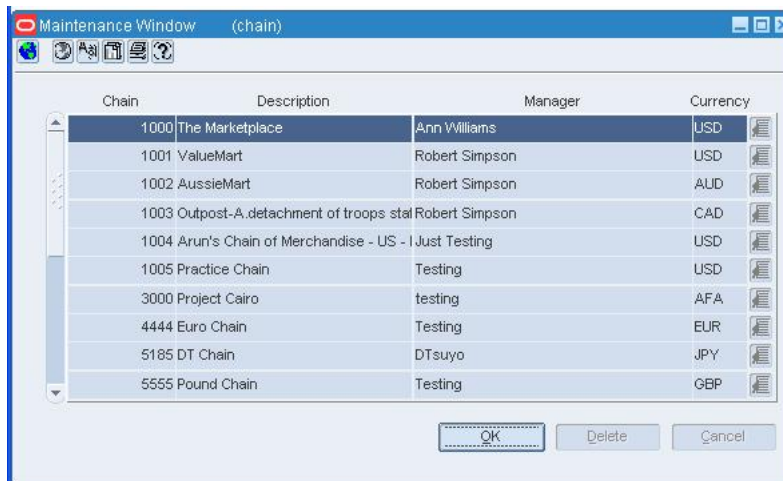 Maintenance Window (chain)
Chain Description Manager Currency
1000 The Marketplace Ann Williams USD
1001 ValueMart Robert Simpson USD
1002 AussieMart Robert Simpson AUD
1003 Outpost-A.detachment of troops stat Robert Simpson CAD
1004 Arun's Chain of Merchandise - US - I Just Testing USD
1005 Practice Chain Testing USD
3000 Project Cairo testing AFA
4444 Euro Chain Testing EUR
5185 DT Chain DTsuyo JPY
5555 Pound Chain Testing GBP
OK Delete Cancel